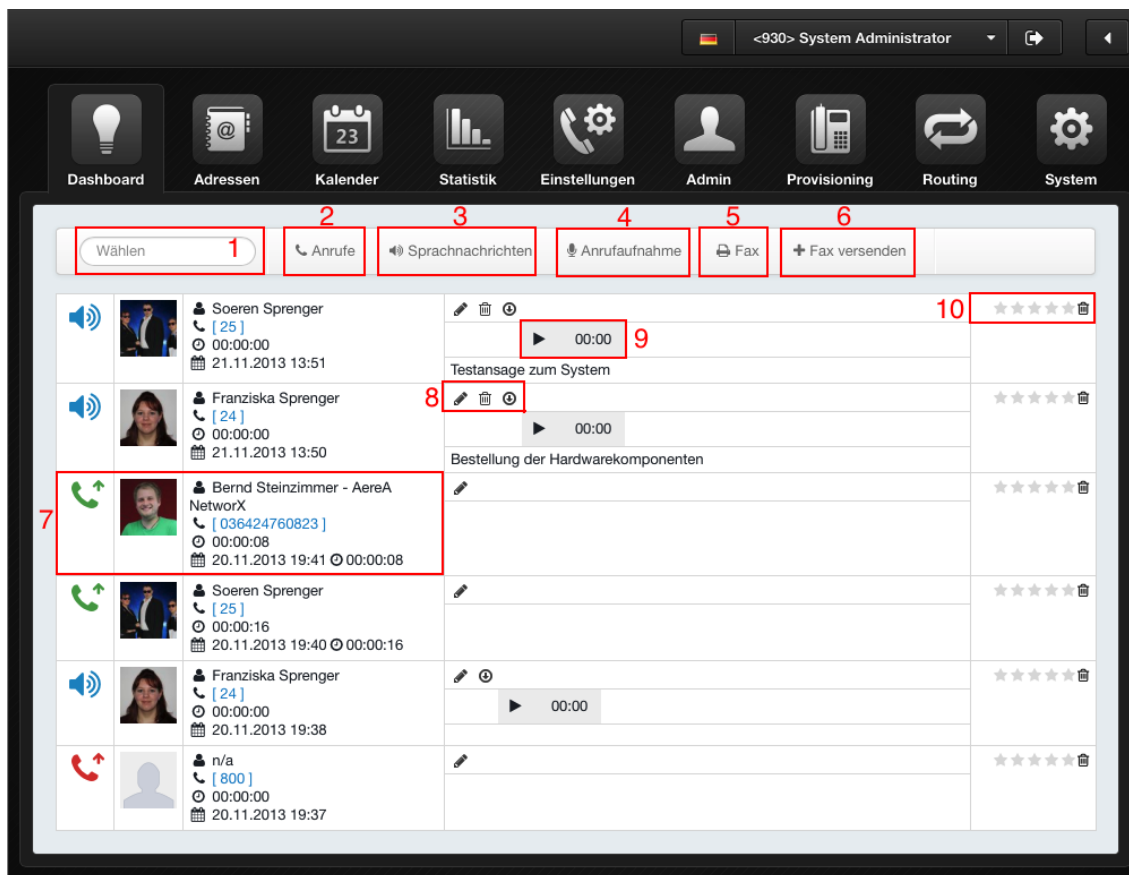 <930> System Administrator
23
@
Dashboard Adressen Kalender Statistik Einstellungen Admin Provisioning Routing System
2 3 4 5 6
Wählen 1 Anrufe Sprachnachrichten Anrufaufnahme Fax Fax versenden
Soeren Sprenger
10
[ 25 ]
00:00:00
00:00 9
21.11.2013 13:51
Testansage zum System
Franziska Sprenger
8
[ 24 ]
00:00:00
00:00
21.11.2013 13:50
Bestellung der Hardwarekomponenten
7
Bernd Steinzimmer - AereA
NetworX
[ 036424760823 ]
00:00:08
20.11.2013 19:41 00:00:08
Soeren Sprenger
[ 25 ]
00:00:16
20.11.2013 19:40 00:00:16
Franziska Sprenger
[ 24 ]
00:00:00
00:00
20.11.2013 19:38
n/a
[ 800 ]
00:00:00
20.11.2013 19:37